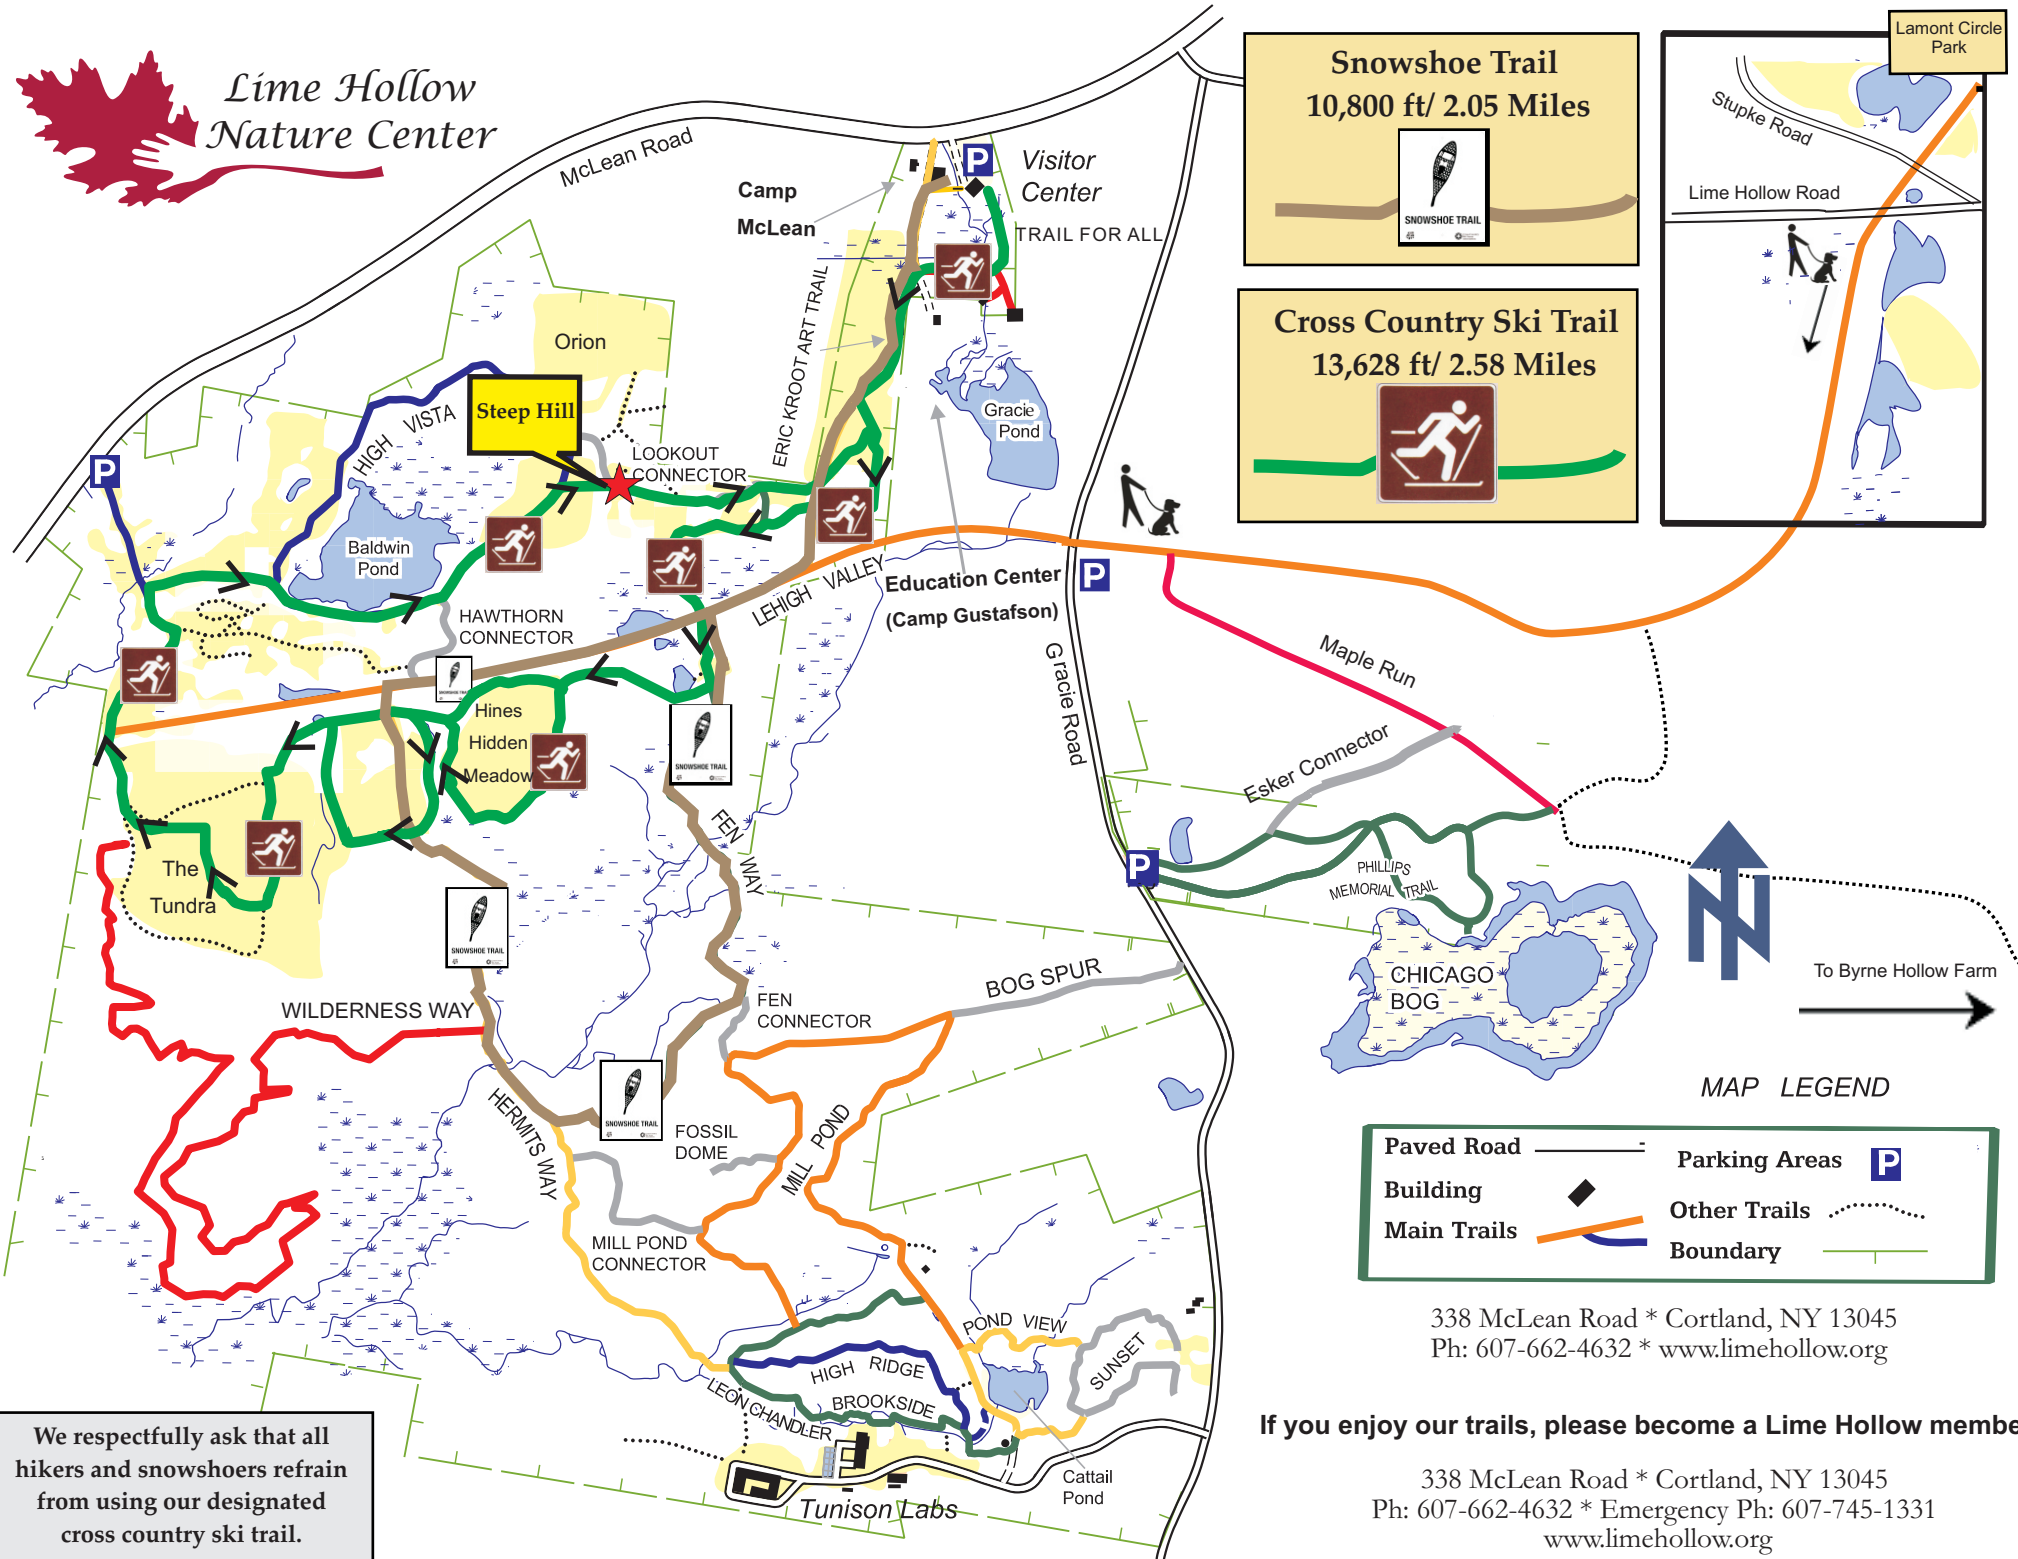 Lime Hollow
Nature Center
McLean Road
Camp
McLean
Visitor
Center
TRAIL FOR ALL
ERIC KROOT ART TRAIL
Snowshoe Trail
10,800 ft/ 2.05 Miles
SNOWSHOE TRAIL
Cross Country Ski Trail
13,628 ft/ 2.58 Miles
Lamont Circle
Park
Stupke Road
Lime Hollow Road
Orion
HIGH VISTA
Steep Hill
LOOKOUT
CONNECTOR
Gracie
Pond
P
P
P
P
Baldwin
Pond
HAWTHORN
CONNECTOR
LEHIGH VALLEY
Education Center
(Camp Gustafson)
Gracie Road
Maple Run
Esker Connector
SNOWSHOE TRAIL
Hines
Hidden
Meadow
SNOWSHOE TRAIL
FEN WAY
The
Tundra
PHILLIPS
MEMORIAL TRAIL
CHICAGO
BOG
N
To Byrne Hollow Farm
SNOWSHOE TRAIL
WILDERNESS WAY
FEN
CONNECTOR
BOG SPUR
SNOWSHOE TRAIL
HERMITS WAY
FOSSIL
DOME
MILL POND
MILL POND
CONNECTOR
POND VIEW
SUNSET
HIGH RIDGE
BROOKSIDE
LEON CHANDLER
Cattail
Pond
Tunison Labs
MAP LEGEND
Paved Road
Parking Areas P
Building
Other Trails
Main Trails
Boundary
338 McLean Road * Cortland, NY 13045
Ph: 607-662-4632 * www.limehollow.org
If you enjoy our trails, please become a Lime Hollow membe
338 McLean Road * Cortland, NY 13045
Ph: 607-662-4632 * Emergency Ph: 607-745-1331
www.limehollow.org
We respectfully ask that all
hikers and snowshoers refrain
from using our designated
cross country ski trail.